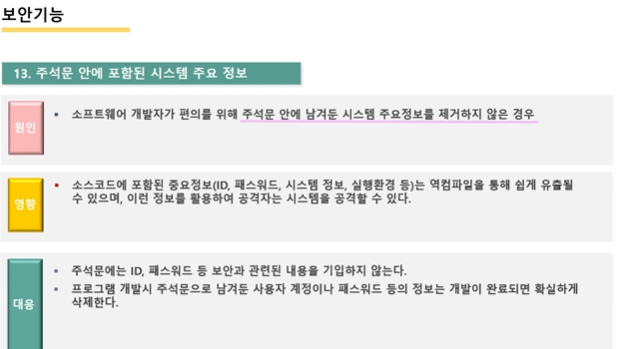 보안기능
13. 주석문 안에 포함된 시스템 주요 정보
원인
▪ 소프트웨어 개발자가 편의를 위해 주석문 안에 남겨둔 시스템 주요정보를 제거하지 않은 경우
영향
▪ 소스코드에 포함된 중요정보(ID, 패스워드, 시스템 정보, 실행환경 등)는 역컴파일을 통해 쉽게 유출될
수 있으며, 이런 정보를 활용하여 공격자는 시스템을 공격할 수 있다.
대응
▪ 주석문에는 ID, 패스워드 등 보안과 관련된 내용을 기입하지 않는다.
▪ 프로그램 개발시 주석문으로 남겨둔 사용자 계정이나 패스워드 등의 정보는 개발이 완료되면 확실하게
삭제한다.